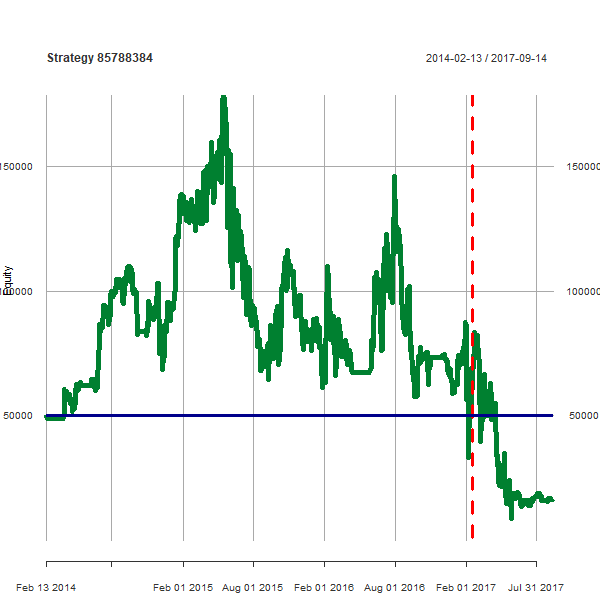 Strategy 85788384
2014-02-13 / 2017-09-14
150000
150000
100000
100000
50000
50000
Feb 13 2014
Feb 01 2015
Aug 01 2015
Feb 01 2016
Aug 01 2016
Feb 01 2017
Jul 31 2017